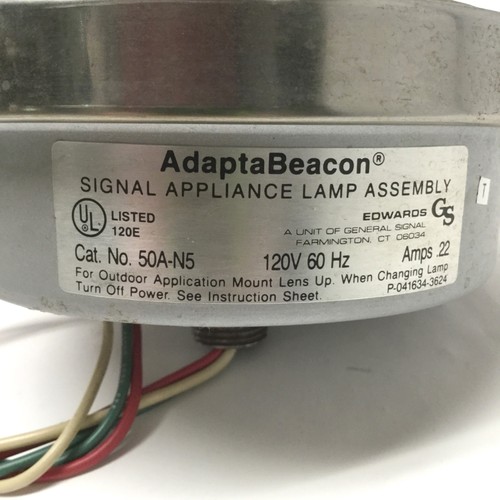 AdaptaBeacon®
SIGNAL APPLIANCE LAMP ASSEMBLY
UL LISTED 120E
EDWARDS GS
A UNIT OF GENERAL SIGNAL
FARMINGTON, CT 06034
Cat. No. 50A-N5 120V 60 Hz Amps .22
For Outdoor Application Mount Lens Up. When Changing Lamp
Turn Off Power. See Instruction Sheet. P-041634-3624
T